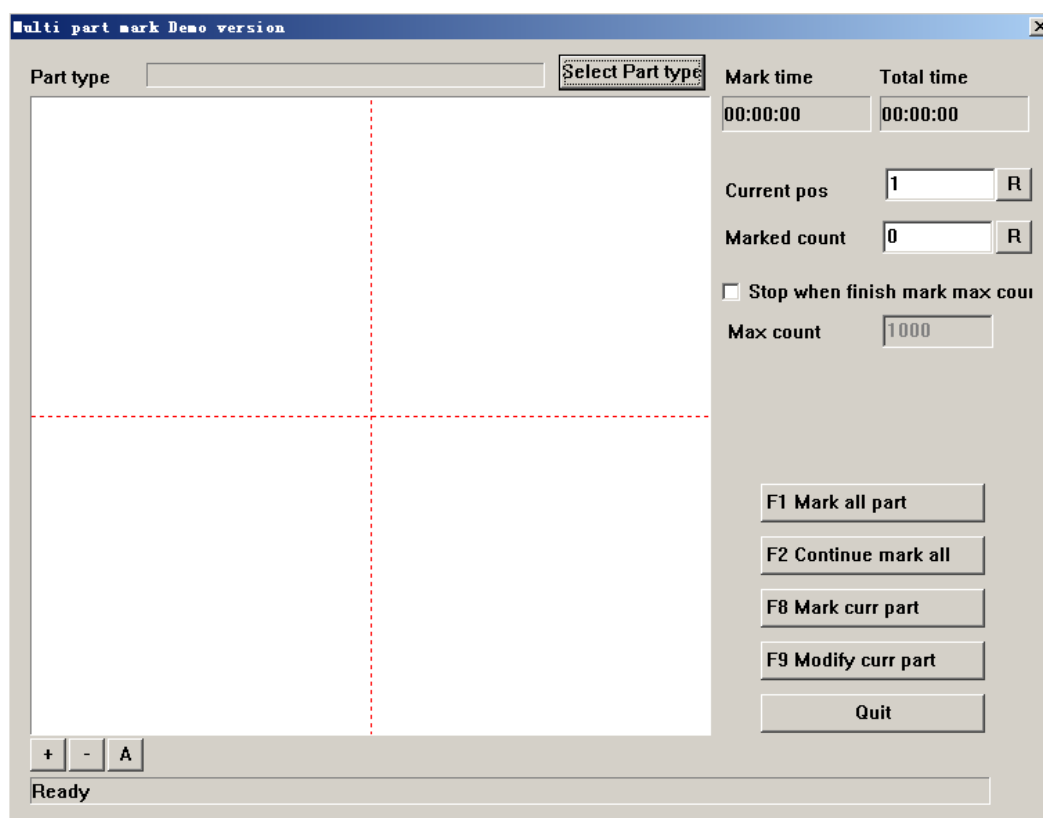 Multi part mark Demo version
Part type
Select Part type
Mark time Total time
00:00:00 00:00:00
Current pos 1 R
Marked count 0 R
Stop when finish mark max cou
Max count 1000
F1 Mark all part
F2 Continue mark all
F8 Mark curr part
F9 Modify curr part
Quit
+ - A
Ready